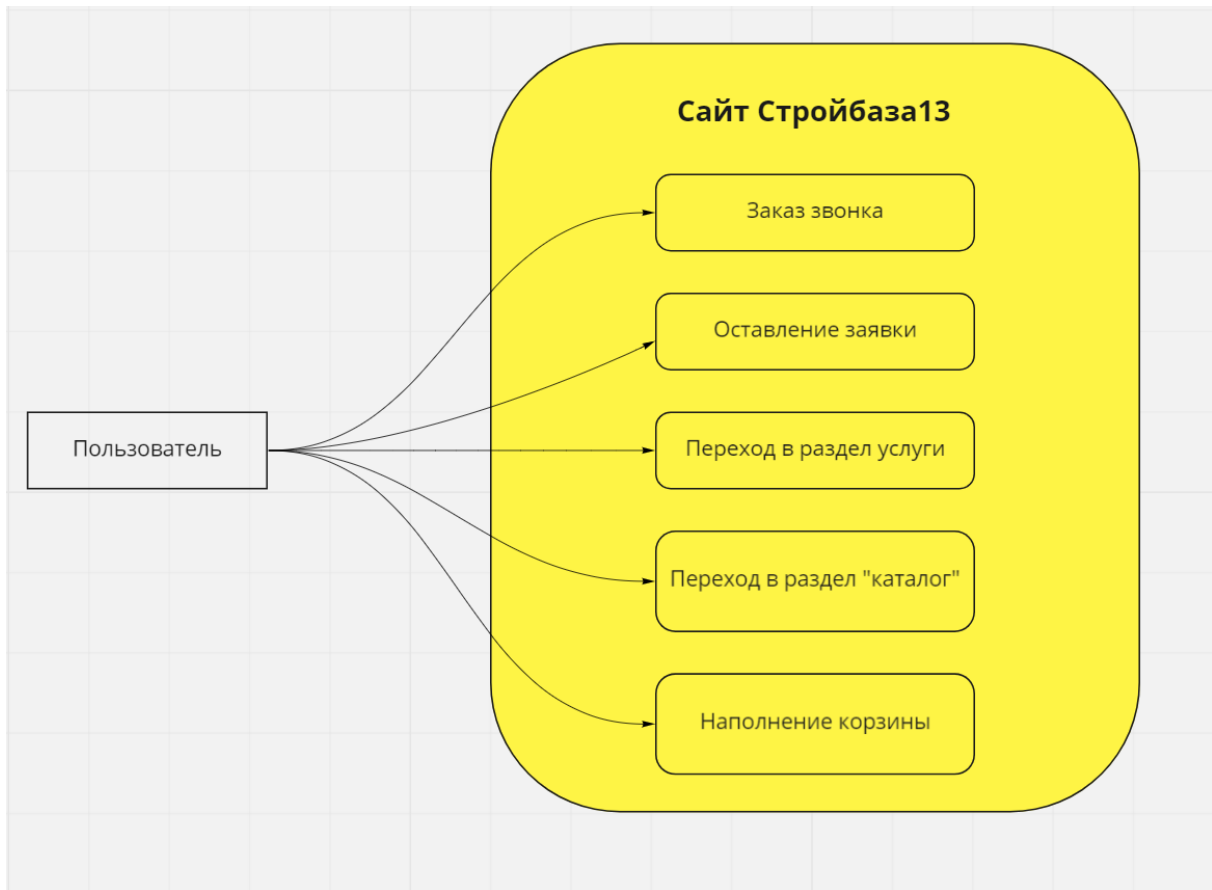 Сайт Стройбаза13
Заказ звонка
Оставление заявки
Пользователь
Переход в раздел услуги
Переход в раздел "каталог"
Наполнение корзины